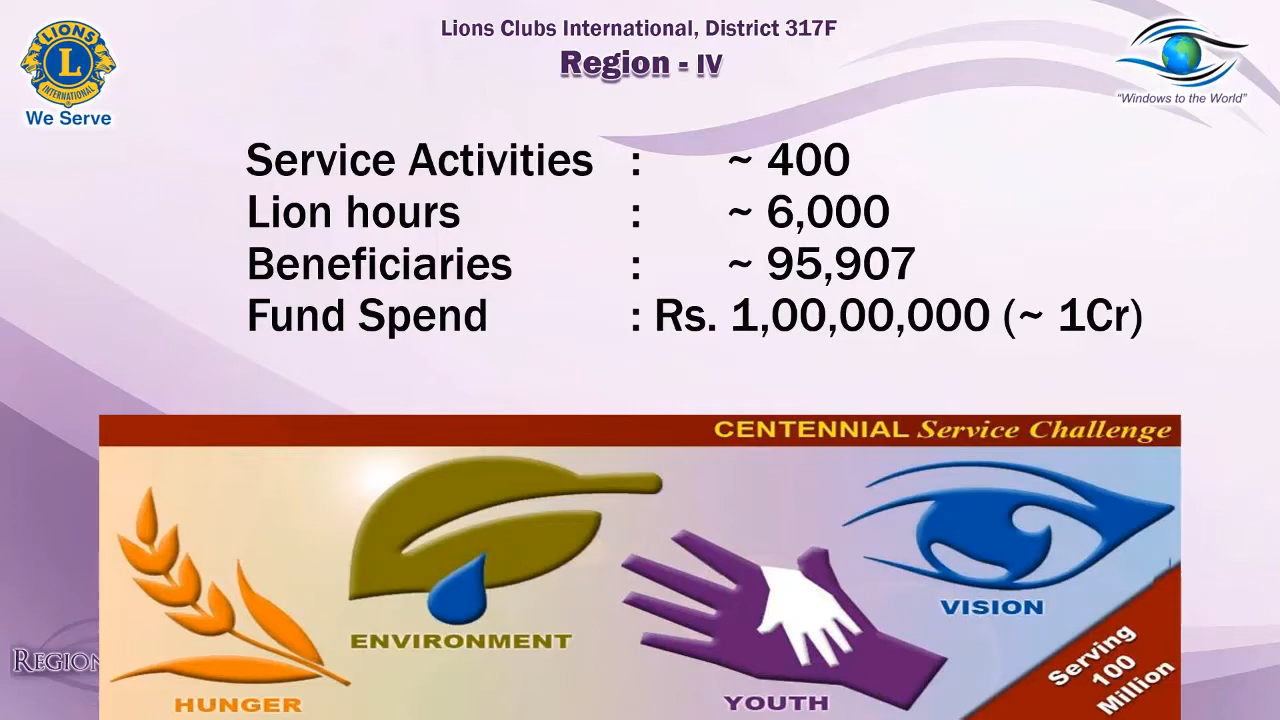 Lions Clubs International, District 317F
Region - IV
LIONS
L
INTERNATIONAL
We Serve
“Windows to the World”
Service Activities : ~ 400
Lion hours : ~ 6,000
Beneficiaries : ~ 95,907
Fund Spend : Rs. 1,00,00,000 (~ 1Cr)
CENTENNIAL Service Challenge
HUNGER
ENVIRONMENT
YOUTH
VISION
Serving
100
Million
REGION